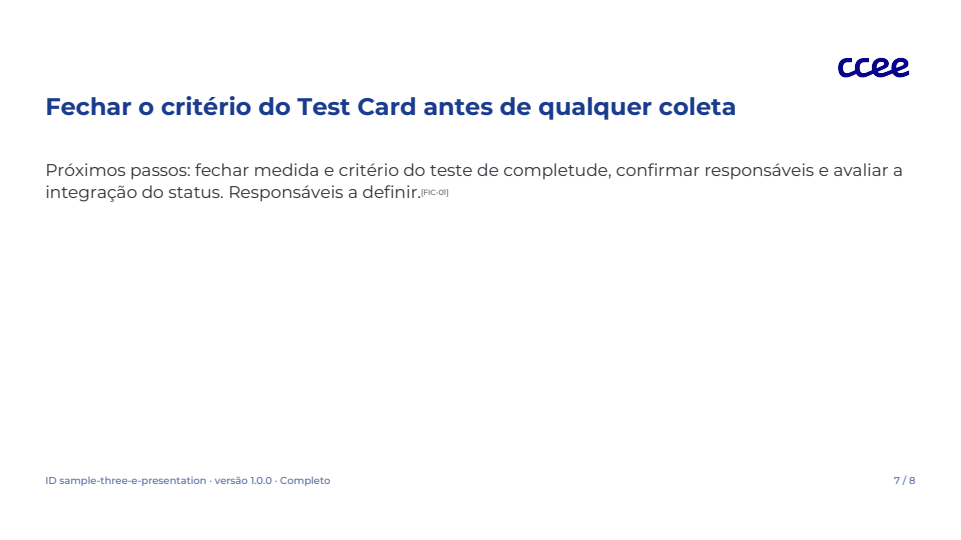 ccee
Fechar o critério do Test Card antes de qualquer coleta
Próximos passos: fechar medida e critério do teste de completude, confirmar responsáveis e avaliar a
integração do status. Responsáveis a definir.[FIC-01]
ID sample-three-e-presentation · versão 1.0.0 · Completo
7 / 8